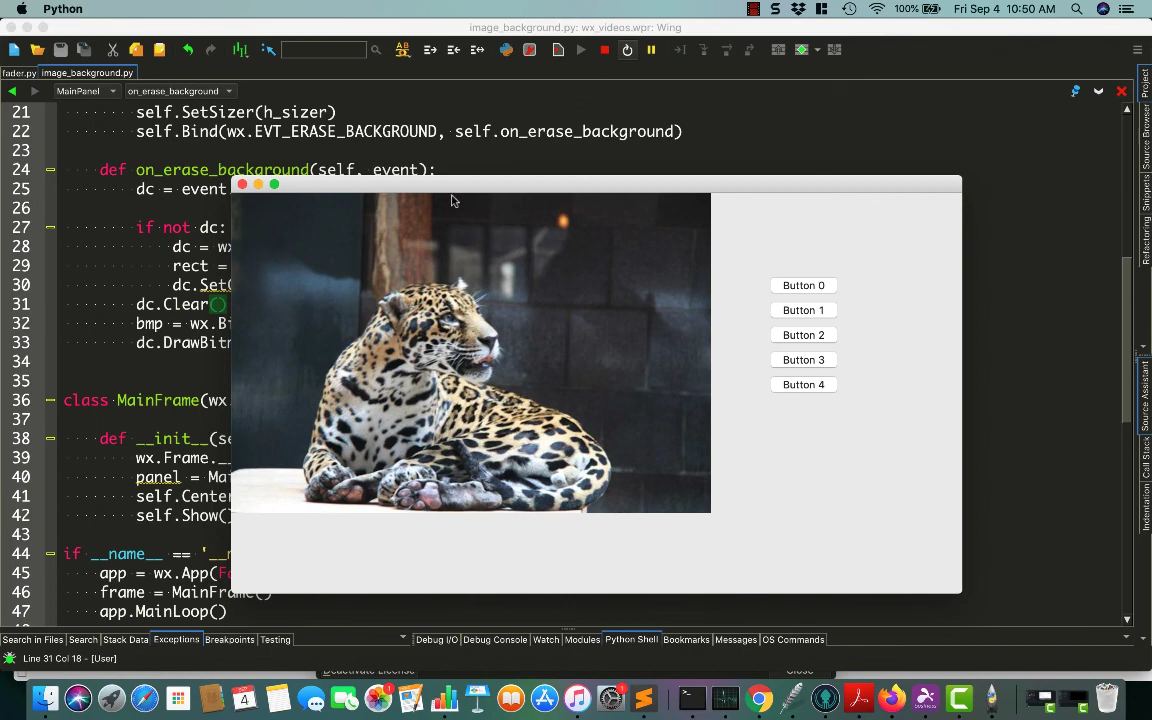 Python
100%
Fri Sep 4 10:50 AM
image_background.py: wx_videos.wpr: Wing
fader.py image_background.py
MainPanel on_erase_background
21 self.SetSizer(h_sizer)
22 self.Bind(wx.EVT_ERASE_BACKGROUND, self.on_erase_background)
23
24 def on_erase_background(self, event):
25 dc = event
26
27 if not dc:
28 dc = wx
29 rect =
30 dc.Set
31 dc.Clear()
32 bmp = wx.Bi
33 dc.DrawBitm
34
35
36 class MainFrame(wx.
37
38 def __init__(se
39 wx.Frame.__
40 panel = Mai
41 self.Center
42 self.Show()
43
44 if __name__ == '__
45 app = wx.App(Fa
46 frame = MainFrame()
47 app.MainLoop()
Button 0
Button 1
Button 2
Button 3
Button 4
Project
Source Browser
Snippets
Refactoring
Source Assistant
Call Stack
Indentation
Search in Files Search Stack Data Exceptions Breakpoints Testing
Debug I/O Debug Console Watch Modules Python Shell Bookmarks Messages OS Commands
Line 31 Col 18 - [User]
Deactivate License
Close